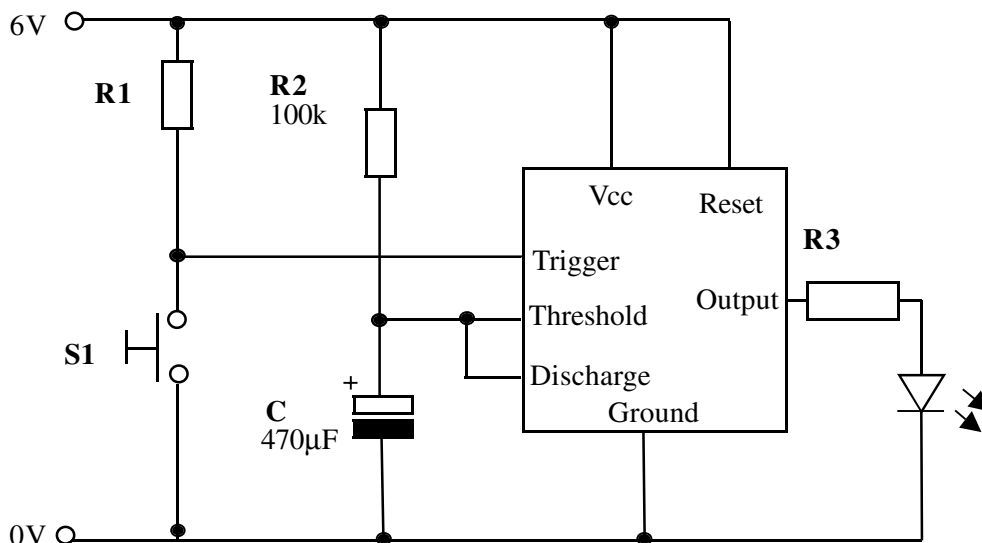 6V
R1
R2
100k
Vcc
Reset
R3
Trigger
Output
Threshold
S1
Discharge
+
C
470µF
Ground
0V